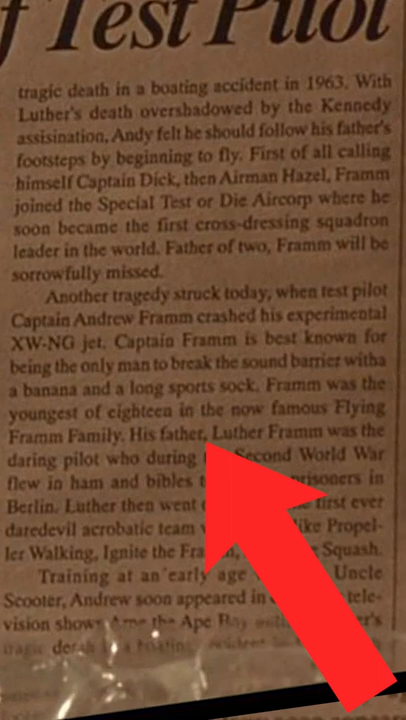 f Test Pilot
tragic death in a boating accident in 1963. With
Luther's death overshadowed by the Kennedy
assisination, Andy felt he should follow his father's
footsteps by beginning to fly. First of all calling
himself Captain Dick, then Airman Hazel, Framm
joined the Special Test or Die Aircorp where he
soon became the first cross-dressing squadron
leader in the world. Father of two, Framm will be
sorrowfully missed.
Another tragedy struck today, when test pilot
Captain Andrew Framm crashed his experimental
XW-NG jet. Captain Framm is best known for
being the only man to break the sound barrier witha
a banana and a long sports sock. Framm was the
youngest of eighteen in the now famous Flying
Framm Family. His father, Luther Framm was the
daring pilot who during Second World War
flew in ham and bibles prisoners in
Berlin. Luther then went first ever
daredevil acrobatic team like Propel-
ler Walking, Ignite the Squash.
Training at an early age Uncle
Scooter, Andrew soon appeared in tele-
vision shows the Ape Boy
tragic a boating